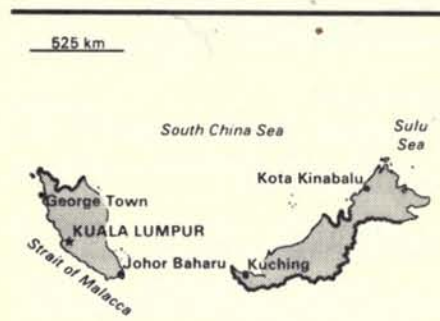 525 km
South China Sea
Sulu
Sea
Kota Kinabalu
George Town
KUALA LUMPUR
Strait of Malacca
Johor Baharu
Kuching